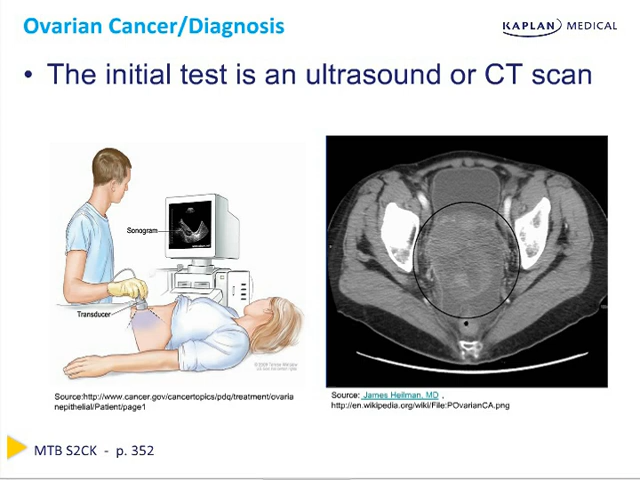 Ovarian Cancer/Diagnosis
KAPLAN MEDICAL
• The initial test is an ultrasound or CT scan
Sonogram
Transducer
Source:http://www.cancer.gov/cancertopics/pdq/treatment/ovaria
nepithelial/Patient/page1
Source: James Heilman, MD ,
http://en.wikipedia.org/wiki/File:POvarianCA.png
MTB S2CK - p. 352